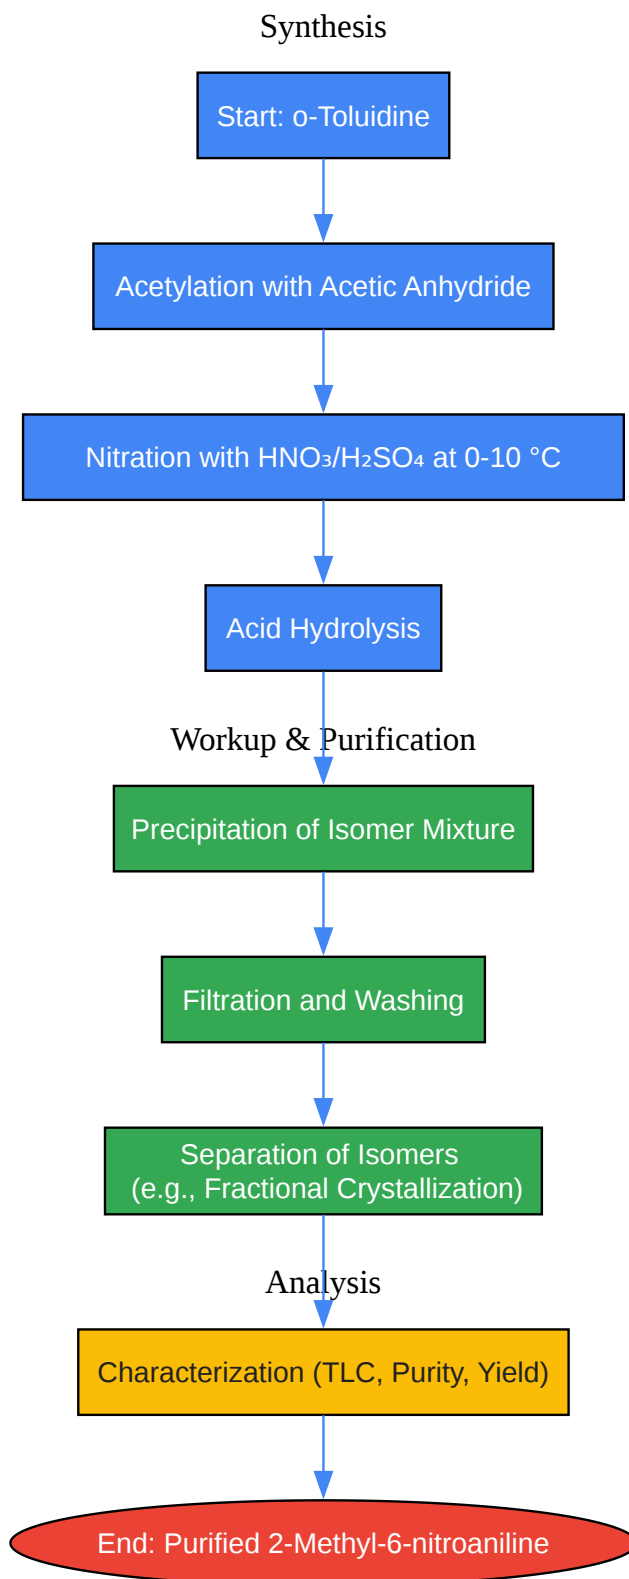 Synthesis
Start: o-Toluidine
Acetylation with Acetic Anhydride
Nitration with HNO₃/H₂SO₄ at 0-10 °C
Acid Hydrolysis
Workup & Purification
Precipitation of Isomer Mixture
Filtration and Washing
Separation of Isomers
(e.g., Fractional Crystallization)
Analysis
Characterization (TLC, Purity, Yield)
End: Purified 2-Methyl-6-nitroaniline